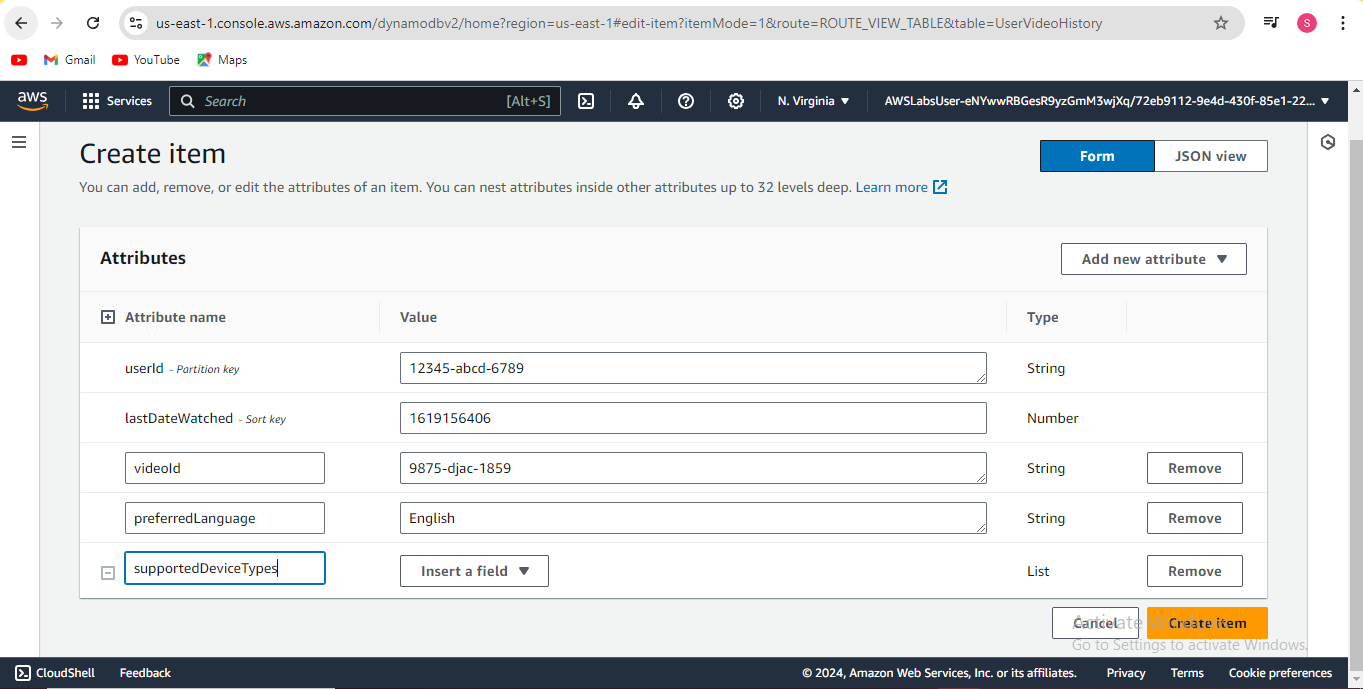 us-east-1.console.aws.amazon.com/dynamodbv2/home?region=us-east-1#edit-item?itemMode=1&route=ROUTE_VIEW_TABLE&table=UserVideoHistory
S
Gmail YouTube Maps
aws Services Search [Alt+S] N. Virginia ▼ AWSLabsUser-eNYwwRBGesR9yzGmM3wjXq/72eb9112-9e4d-430f-85e1-22... ▼
Create item
Form JSON view
You can add, remove, or edit the attributes of an item. You can nest attributes inside other attributes up to 32 levels deep. Learn more
Attributes
Add new attribute ▼
Attribute name Value Type
userId - Partition key 12345-abcd-6789 String
lastDateWatched - Sort key 1619156406 Number
videoId 9875-djac-1859 String Remove
preferredLanguage English String Remove
supportedDeviceTypes Insert a field ▼ List Remove
Cancel Create item
Activate Windows
Go to Settings to activate Windows.
CloudShell Feedback © 2024, Amazon Web Services, Inc. or its affiliates. Privacy Terms Cookie preferences